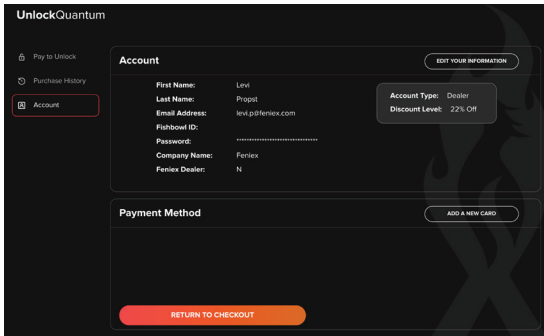 UnlockQuantum
Pay to Unlock
Purchase History
Account
Account
EDIT YOUR INFORMATION
First Name: Levi
Last Name: Propst
Email Address: levi.p@feniex.com
Fishbowl ID:
Password: ********************************
Company Name: Feniex
Feniex Dealer: N
Account Type: Dealer
Discount Level: 22% Off
Payment Method
ADD A NEW CARD
RETURN TO CHECKOUT